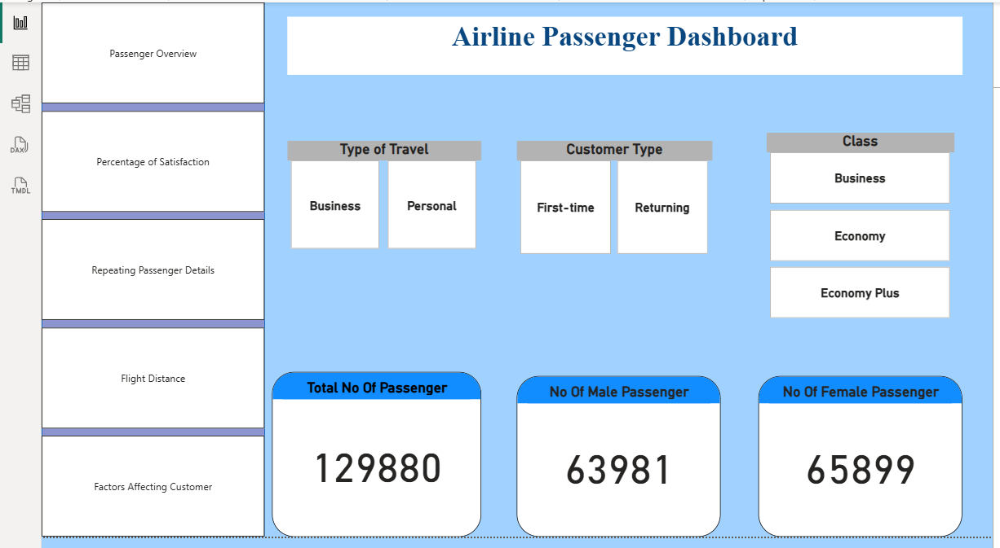 DAX
TMDL
Passenger Overview
Percentage of Satisfaction
Repeating Passenger Details
Flight Distance
Factors Affecting Customer
Airline Passenger Dashboard
Type of Travel
Business
Personal
Customer Type
First-time
Returning
Class
Business
Economy
Economy Plus
Total No Of Passenger
129880
No Of Male Passenger
63981
No Of Female Passenger
65899